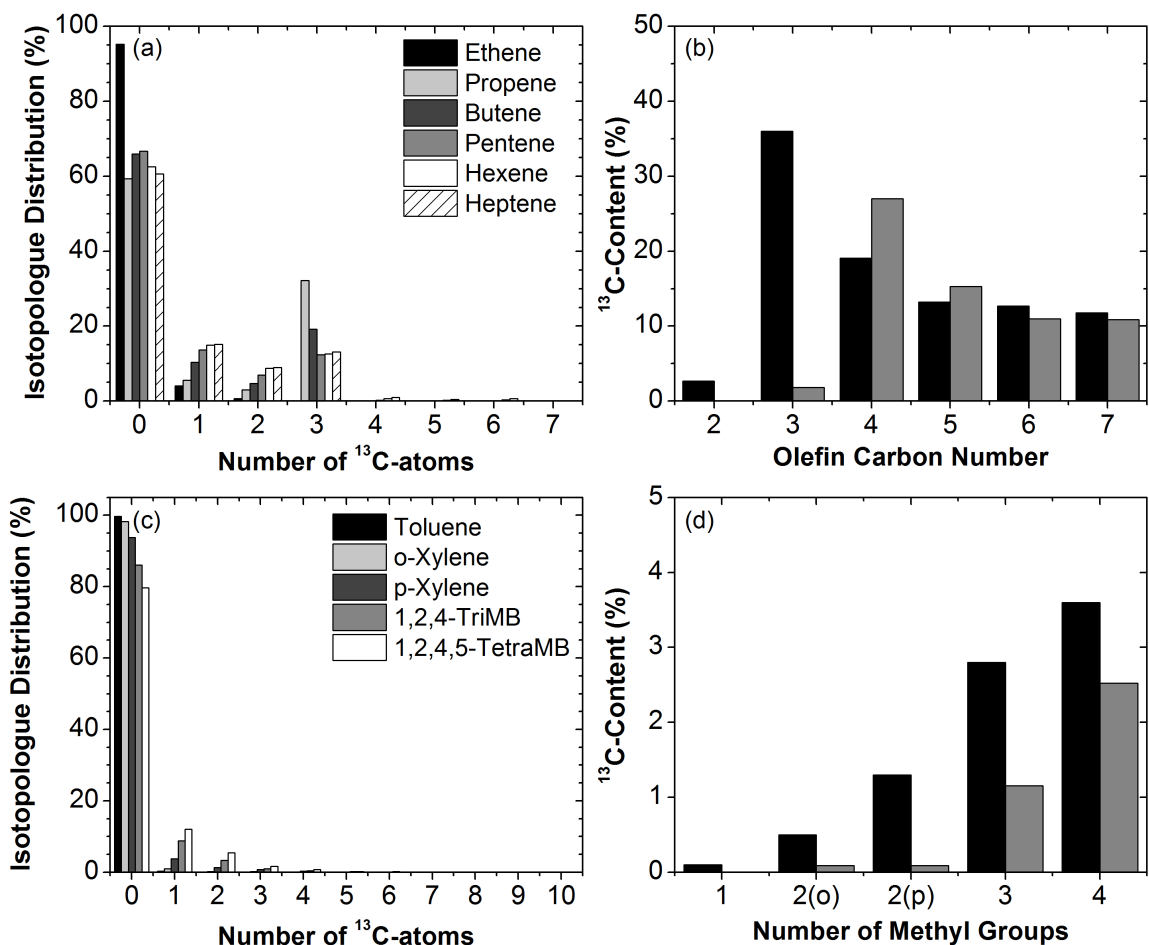 (a)
100
80
60
40
20
0
Isotopologue Distribution (%)
Ethene
Propene
Butene
Pentene
Hexene
Heptene
0 1 2 3 4 5 6 7
Number of ¹³C-atoms
(b)
50
40
30
20
10
0
¹³C-Content (%)
2 3 4 5 6 7
Olefin Carbon Number
(c)
100
80
60
40
20
0
Isotopologue Distribution (%)
Toluene
o-Xylene
p-Xylene
1,2,4-TriMB
1,2,4,5-TetraMB
0 1 2 3 4 5 6 7 8 9 10
Number of ¹³C-atoms
(d)
5
4
3
2
1
0
¹³C-Content (%)
1 2(o) 2(p) 3 4
Number of Methyl Groups